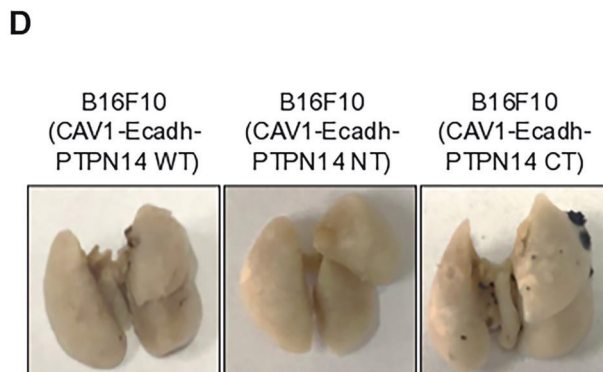 D
B16F10
(CAV1-Ecadh-
PTPN14 WT)
B16F10
(CAV1-Ecadh-
PTPN14 NT)
B16F10
(CAV1-Ecadh-
PTPN14 CT)